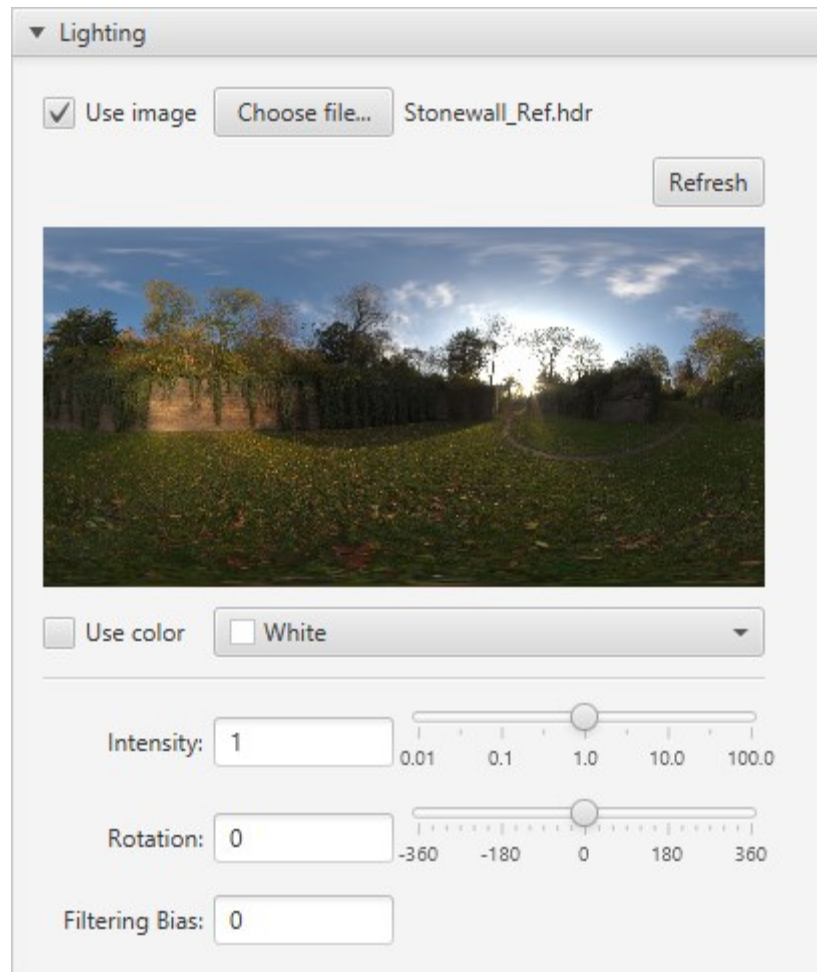 Lighting
Use image Choose file... Stonewall_Ref.hdr
Refresh
Use color White
Intensity: 1
0.01 0.1 1.0 10.0 100.0
Rotation: 0
-360 -180 0 180 360
Filtering Bias: 0